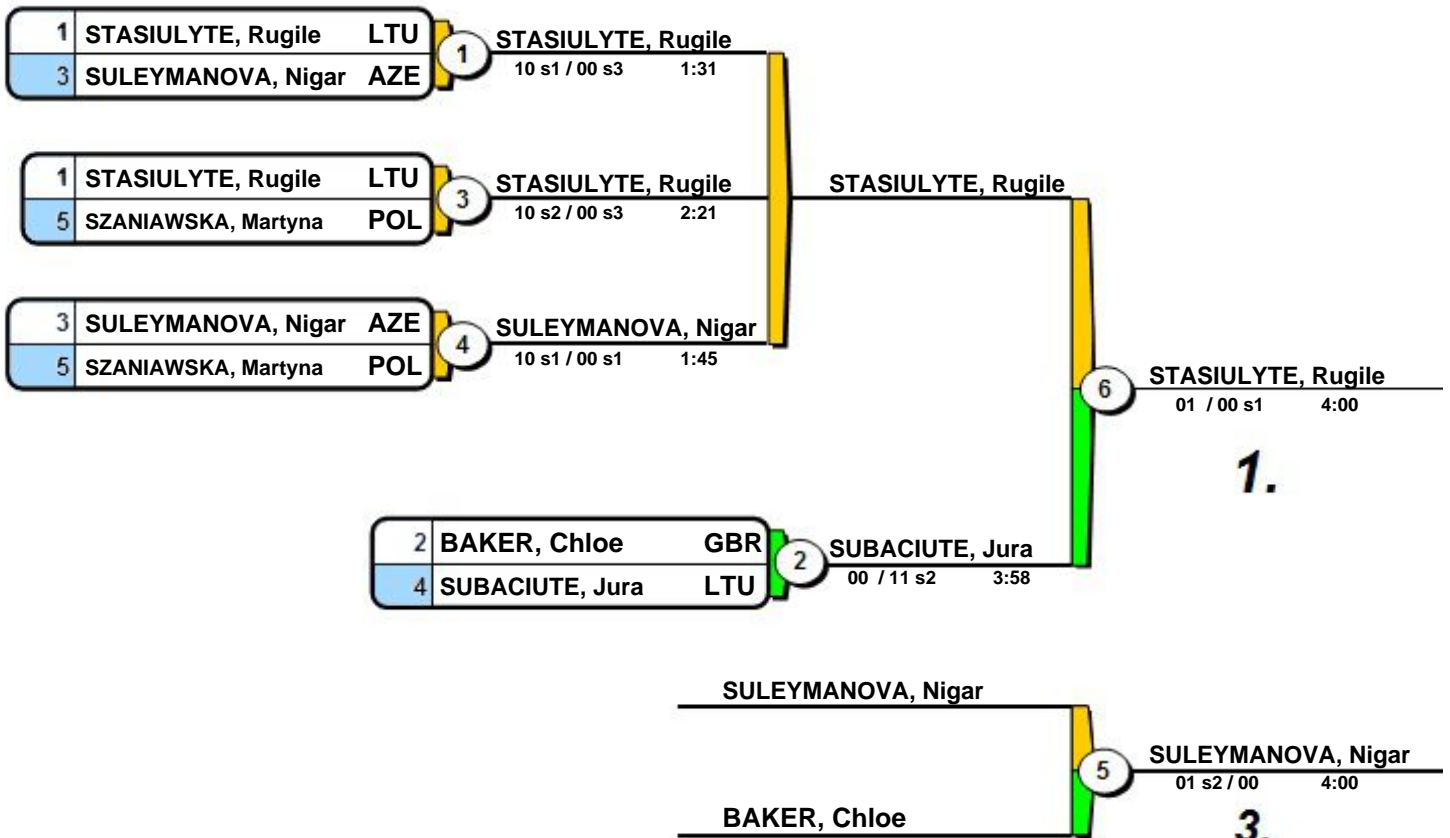 1 STASIULYTE, Rugile LTU
3 SULEYMANOVA, Nigar AZE
1
STASIULYTE, Rugile
10 s1 / 00 s3 1:31
1 STASIULYTE, Rugile LTU
5 SZANIAWSKA, Martyna POL
3
STASIULYTE, Rugile
10 s2 / 00 s3 2:21
STASIULYTE, Rugile
3 SULEYMANOVA, Nigar AZE
5 SZANIAWSKA, Martyna POL
4
SULEYMANOVA, Nigar
10 s1 / 00 s1 1:45
6
STASIULYTE, Rugile
01 / 00 s1 4:00
1.
2 BAKER, Chloe GBR
4 SUBACIUTE, Jura LTU
2
SUBACIUTE, Jura
00 / 11 s2 3:58
SULEYMANOVA, Nigar
BAKER, Chloe
5
SULEYMANOVA, Nigar
01 s2 / 00 4:00
3.